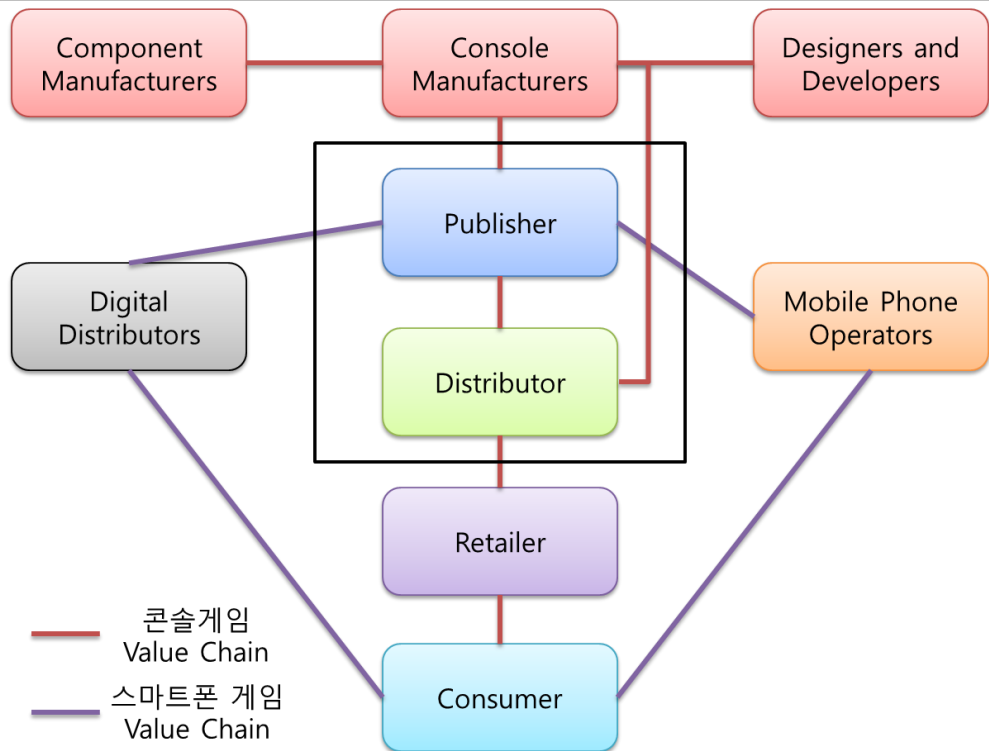 Component
Manufacturers
Console
Manufacturers
Designers and
Developers
Publisher
Digital
Distributors
Mobile Phone
Operators
Distributor
Retailer
콘솔게임
Value Chain
스마트폰 게임
Value Chain
Consumer